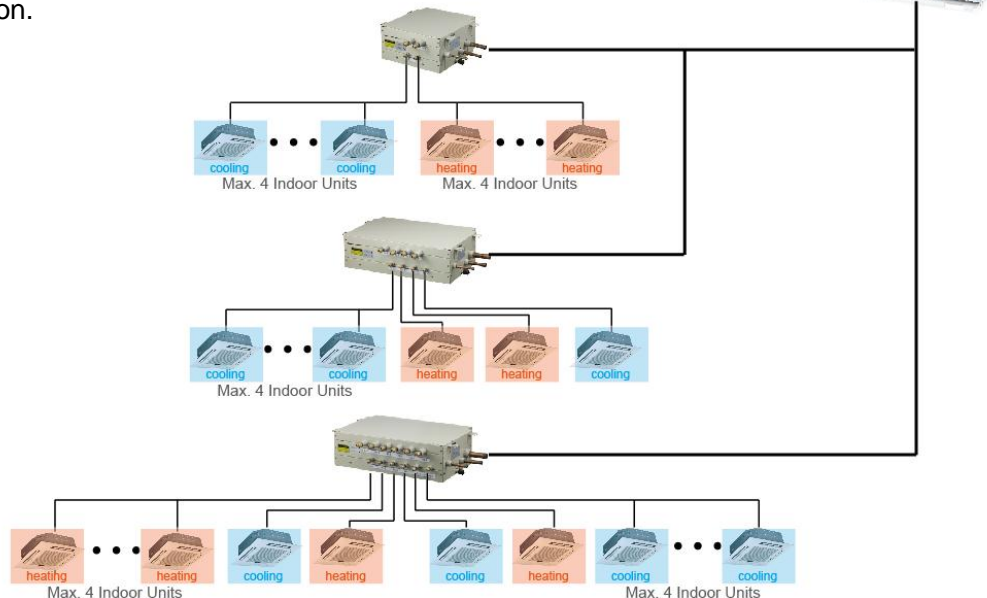 on.
cooling cooling heating heating
Max. 4 Indoor Units Max. 4 Indoor Units
cooling cooling heating heating cooling
Max. 4 Indoor Units
heating heating cooling heating cooling heating cooling cooling
Max. 4 Indoor Units Max. 4 Indoor Units